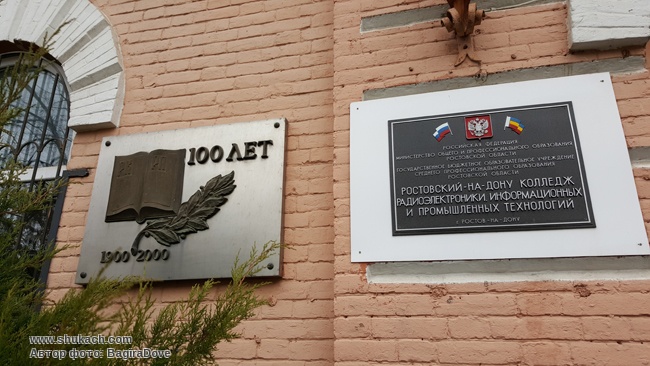 100 ЛЕТ
1900 2000
РОССИЙСКАЯ ФЕДЕРАЦИЯ
МИНИСТЕРСТВО ОБЩЕГО И ПРОФЕССИОНАЛЬНОГО ОБРАЗОВАНИЯ
РОСТОВСКОЙ ОБЛАСТИ
ГОСУДАРСТВЕННОЕ БЮДЖЕТНОЕ ОБРАЗОВАТЕЛЬНОЕ УЧРЕЖДЕНИЕ
СРЕДНЕГО ПРОФЕССИОНАЛЬНОГО ОБРАЗОВАНИЯ
РОСТОВСКОЙ ОБЛАСТИ
РОСТОВСКИЙ-НА-ДОНУ КОЛЛЕДЖ
РАДИОЭЛЕКТРОНИКИ, ИНФОРМАЦИОННЫХ
И ПРОМЫШЛЕННЫХ ТЕХНОЛОГИЙ
г. РОСТОВ-НА-ДОНУ
www.shukach.com
Автор фото: BagiraDove